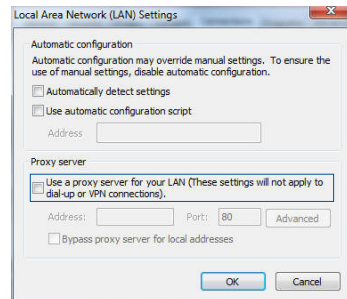 Local Area Network (LAN) Settings
Automatic configuration
Automatic configuration may override manual settings. To ensure the
use of manual settings, disable automatic configuration.
Automatically detect settings
Use automatic configuration script
Address
Proxy server
Use a proxy server for your LAN (These settings will not apply to
dial-up or VPN connections).
Address:
Port: 80 Advanced
Bypass proxy server for local addresses
OK Cancel